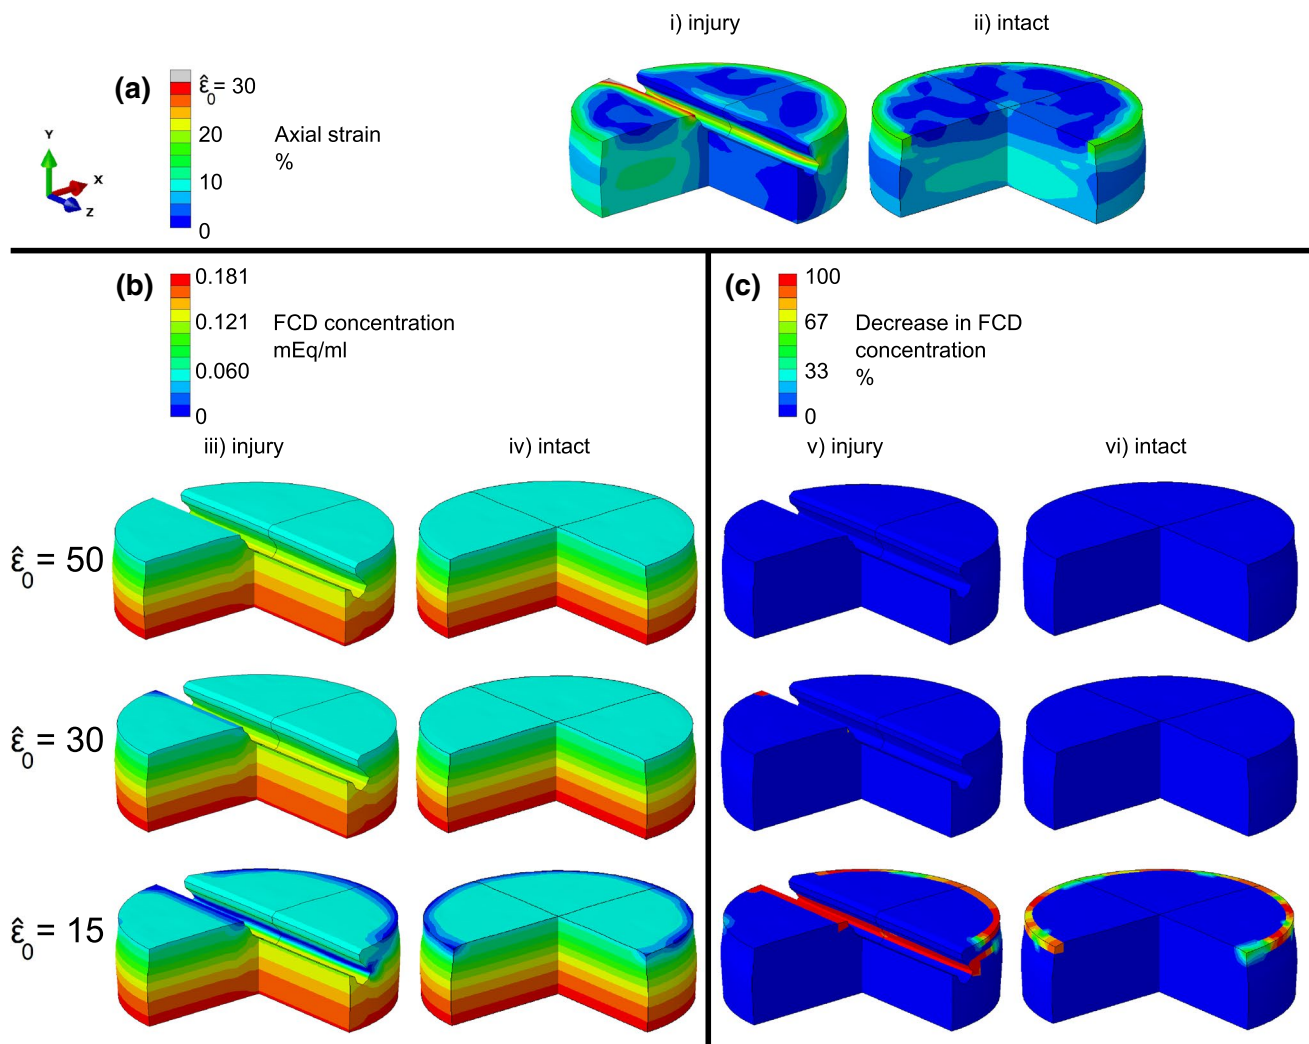 i) injury
ii) intact
(a)
ε̂0 = 30
20
10
0
Axial strain
%
Y
X
Z
(b)
0.181
0.121
0.060
0
FCD concentration
mEq/ml
(c)
100
67
33
0
Decrease in FCD
concentration
%
iii) injury
iv) intact
v) injury
vi) intact
ε̂0 = 50
ε̂0 = 30
ε̂0 = 15